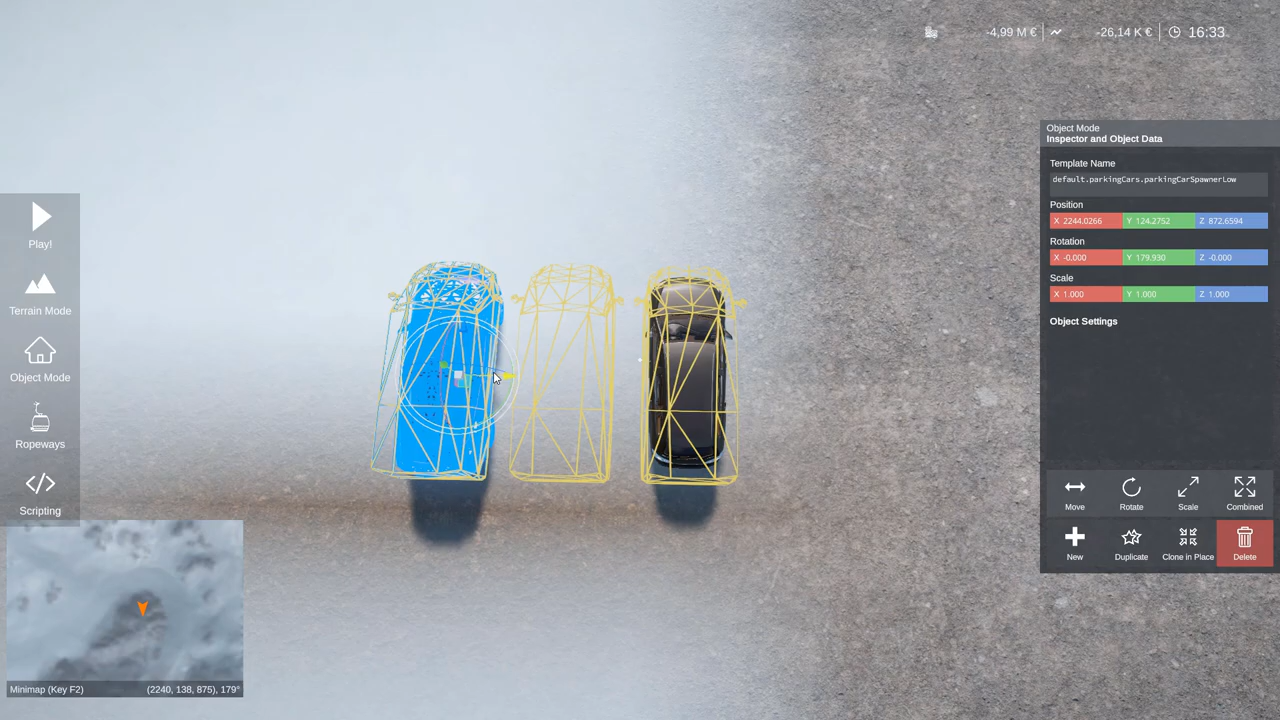 -4,99 M €
-26,14 K €
16:33
Object Mode
Inspector and Object Data
Template Name
default.parkingCars.parkingCarSpawnerLow
Position
X 2244.0266 Y 124.2752 Z 872.6594
Rotation
X -0.000 Y 179.930 Z -0.000
Scale
X 1.000 Y 1.000 Z 1.000
Object Settings
Play!
Terrain Mode
Object Mode
Ropeways
Scripting
Move Rotate Scale Combined
New Duplicate Clone in Place Delete
Minimap (Key F2) (2240, 138, 875), 179°